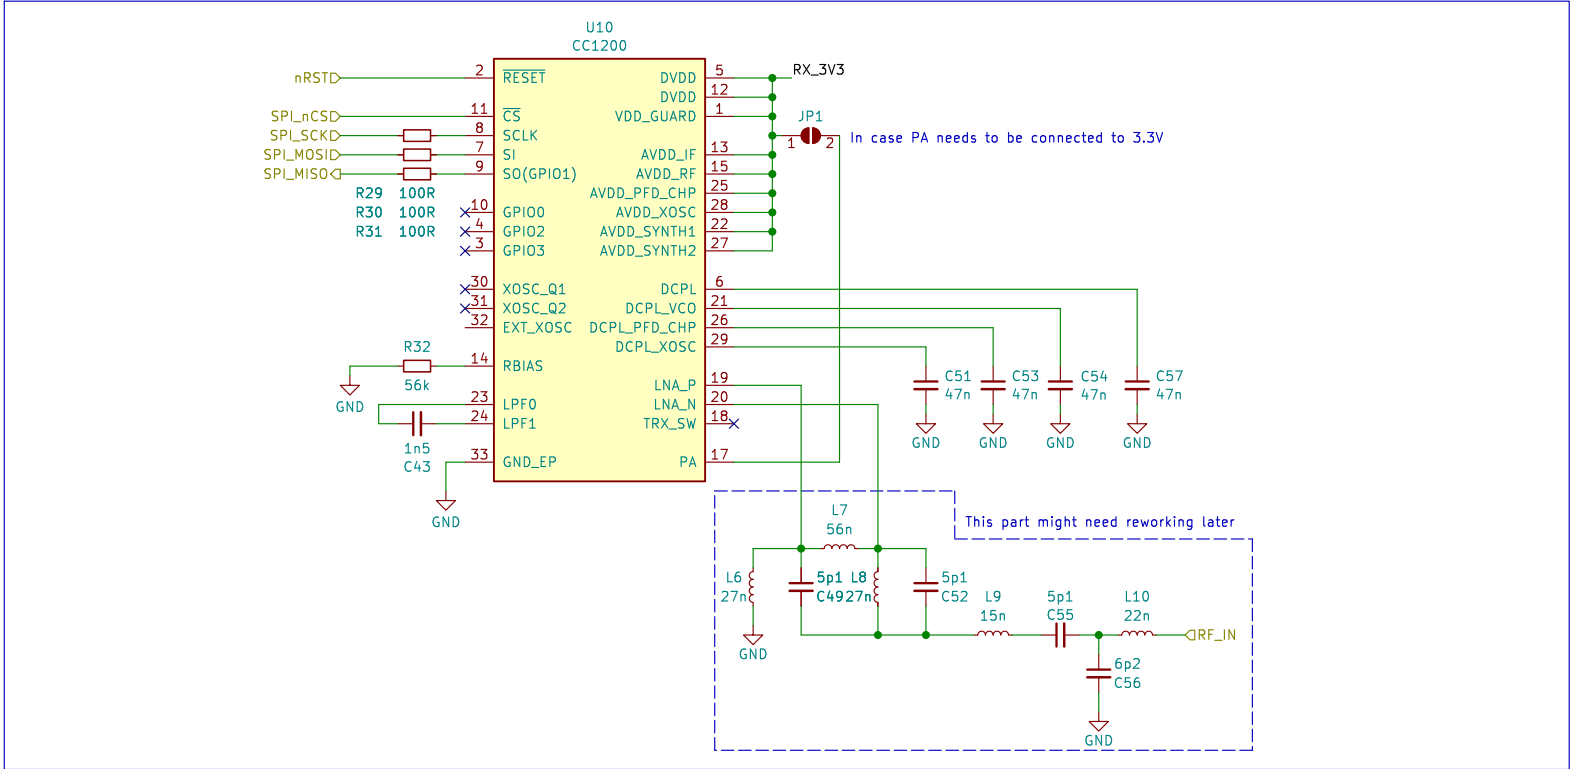 U10
CC1200
nRST
2
RESET
DVDD
5
RX_3V3
DVDD
12
SPI_nCS
11
CS
VDD_GUARD
1
JP1
SPI_SCK
8
SCLK
1
2
In case PA needs to be connected to 3.3V
SPI_MOSI
7
SI
AVDD_IF
13
SPI_MISO
9
SO(GPIO1)
AVDD_RF
15
R29 100R
AVDD_PFD_CHP
25
R30 100R
10
GPIO0
AVDD_XOSC
28
R31 100R
4
GPIO2
AVDD_SYNTH1
22
3
GPIO3
AVDD_SYNTH2
27
30
XOSC_Q1
DCPL
6
31
XOSC_Q2
DCPL_VCO
21
32
EXT_XOSC
DCPL_PFD_CHP
26
R32
DCPL_XOSC
29
14
RBIAS
56k
GND
LNA_P
19
C51
47n
C53
47n
C54
47n
C57
47n
23
LPF0
LNA_N
20
24
LPF1
TRX_SW
18
GND
GND
GND
GND
1n5
C43
33
GND_EP
PA
17
GND
L7
56n
This part might need reworking later
L6
27n
5p1
C49
L8
27n
5p1
C52
L9
15n
5p1
C55
L10
22n
RF_IN
GND
6p2
C56
GND